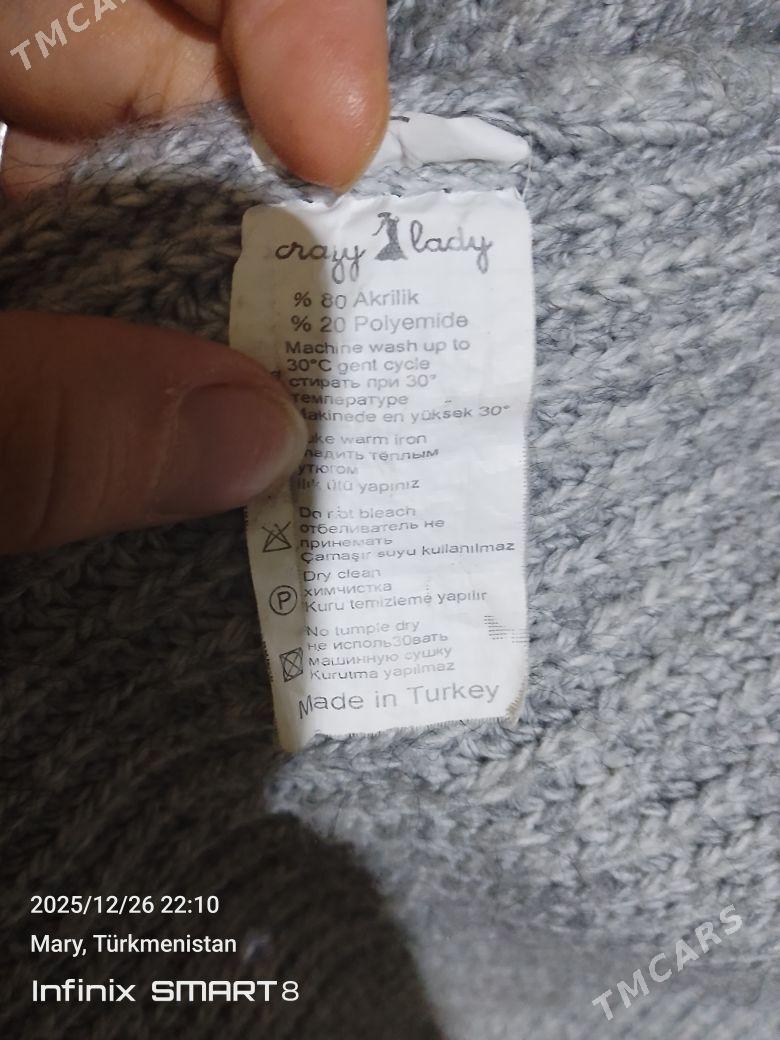 TMCARS
crazy lady
% 80 Akrilik
% 20 Polyemide
Machine wash up to
30°C gent cycle
стирать при 30°
температуре
Makinede en yüksek 30°
warm iron
тёплым
утюгом
ütü yapınız
Do not bleach
отбеливатель не
принемать
Çamaşır suyu kullanılmaz
Dry clean
химчистка
P
Kuru temizleme yapılır
No tumple dry
не использовать
машинную сушку
Kurutma yapılmaz
Made in Turkey
2025/12/26 22:10
Mary, Türkmenistan
Infinix SMART 8
TMCARS